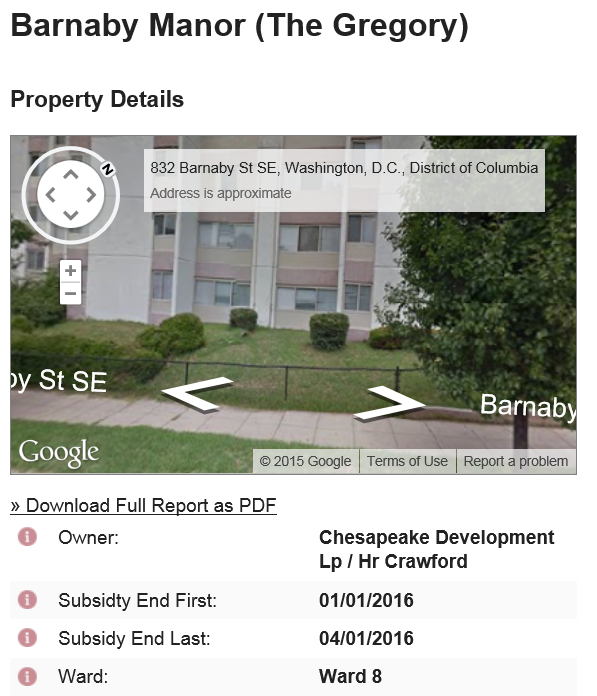 Barnaby Manor (The Gregory)
Property Details
N
832 Barnaby St SE, Washington, D.C., District of Columbia
Address is approximate
+
−
by St SE
Barnaby
Google
© 2015 Google
Terms of Use
Report a problem
» Download Full Report as PDF
i Owner: Chesapeake Development
Lp / Hr Crawford
i Subsidty End First: 01/01/2016
i Subsidy End Last: 04/01/2016
i Ward: Ward 8